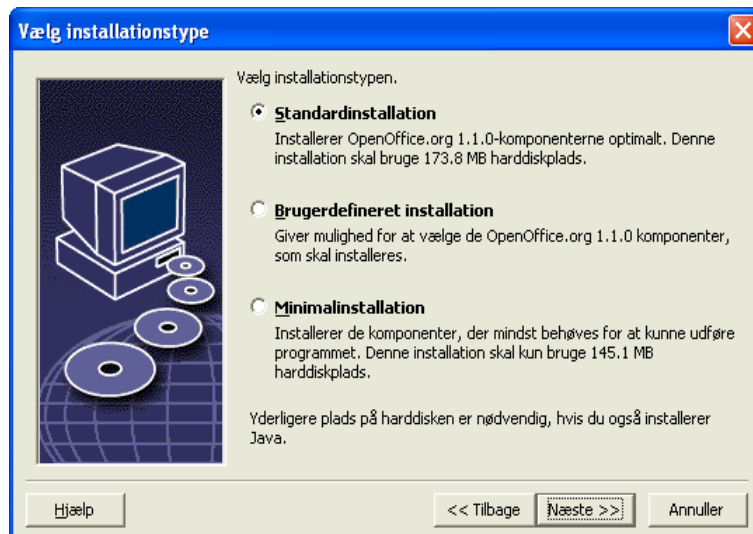 Vælg installationstype
Vælg installationstypen.
Standardinstallation
Installerer OpenOffice.org 1.1.0-komponenterne optimalt. Denne
installation skal bruge 173.8 MB harddiskplads.
Brugerdefineret installation
Giver mulighed for at vælge de OpenOffice.org 1.1.0 komponenter,
som skal installeres.
Minimalinstallation
Installerer de komponenter, der mindst behøves for at kunne udføre
programmet. Denne installation skal kun bruge 145.1 MB
harddiskplads.
Yderligere plads på harddisken er nødvendig, hvis du også installerer
Java.
Hjælp
<< Tilbage
Næste >>
Annuller